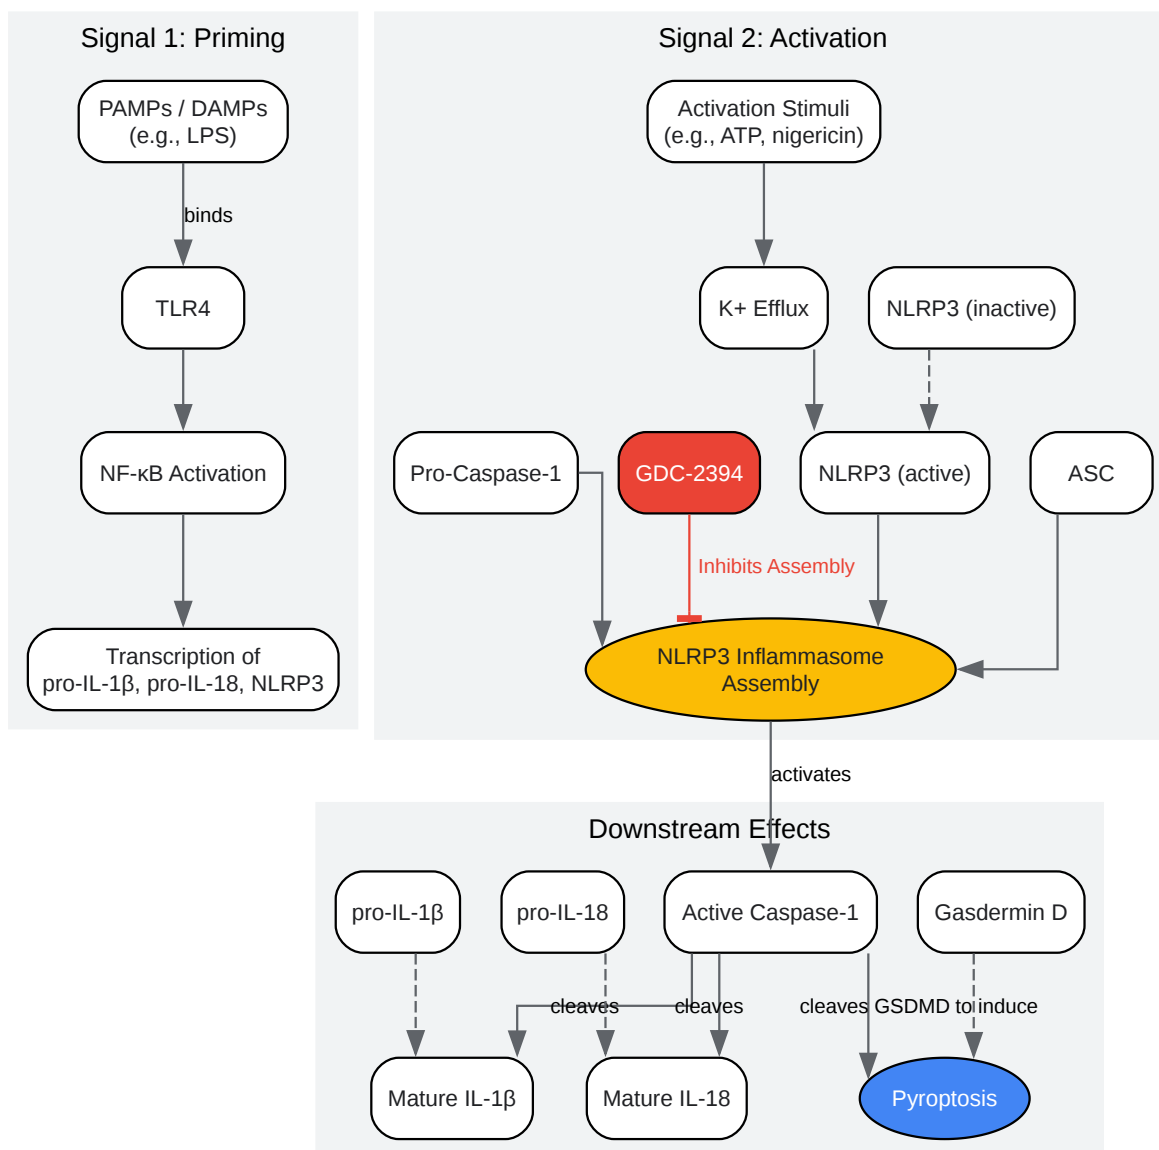 Signal 1: Priming
PAMPs / DAMPs
(e.g., LPS)
binds
TLR4
NF-κB Activation
Transcription of
pro-IL-1β, pro-IL-18, NLRP3
Signal 2: Activation
Activation Stimuli
(e.g., ATP, nigericin)
K+ Efflux
NLRP3 (inactive)
Pro-Caspase-1
GDC-2394
NLRP3 (active)
ASC
Inhibits Assembly
NLRP3 Inflammasome
Assembly
activates
Downstream Effects
pro-IL-1β
pro-IL-18
Active Caspase-1
Gasdermin D
cleaves
cleaves
cleaves GSDMD to induce
Mature IL-1β
Mature IL-18
Pyroptosis